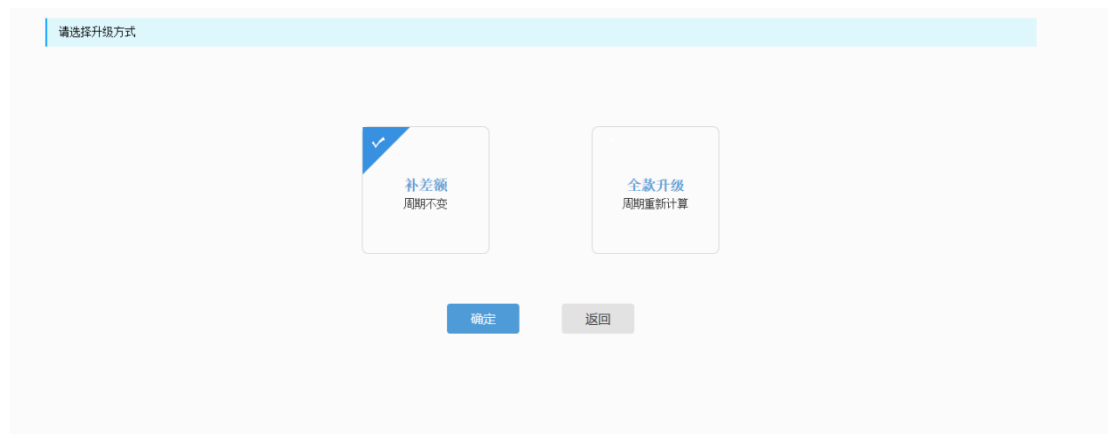 请选择升级方式
补差额
周期不变
全款升级
周期重新计算
确定
返回